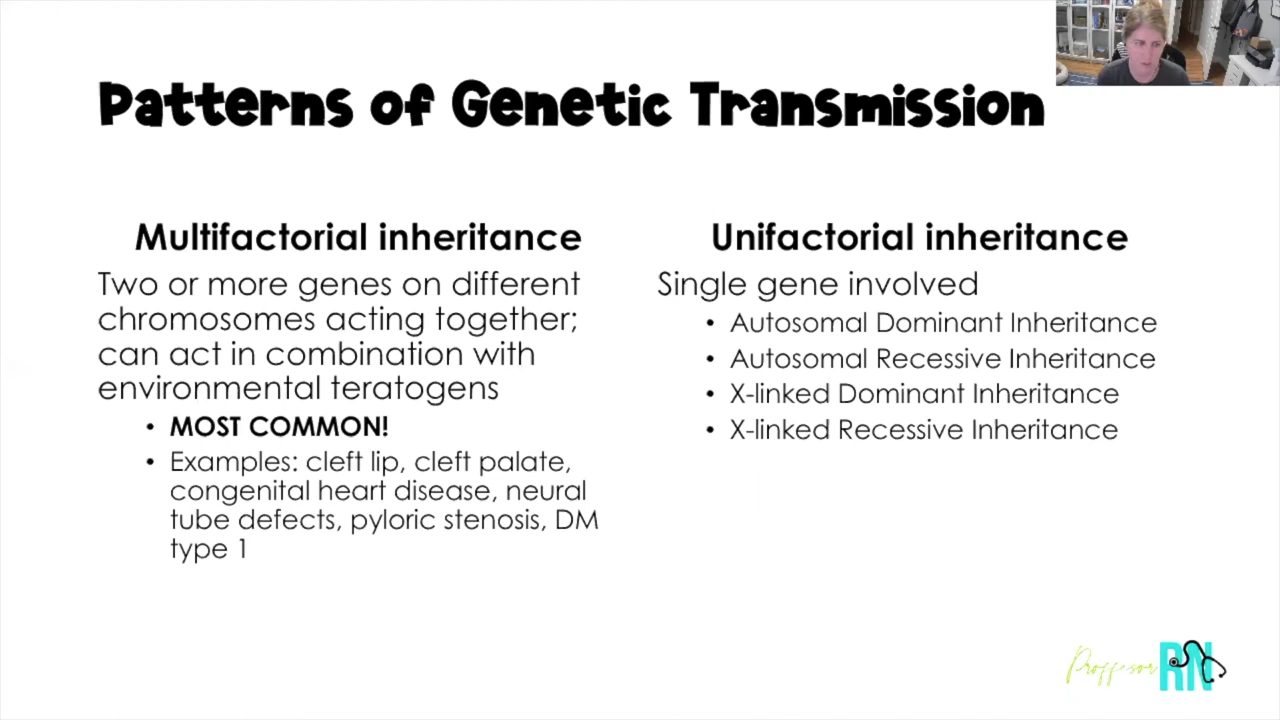 Patterns of Genetic Transmission
Multifactorial inheritance
Two or more genes on different
chromosomes acting together;
can act in combination with
environmental teratogens
• MOST COMMON!
• Examples: cleft lip, cleft palate,
congenital heart disease, neural
tube defects, pyloric stenosis, DM
type 1
Unifactorial inheritance
Single gene involved
• Autosomal Dominant Inheritance
• Autosomal Recessive Inheritance
• X-linked Dominant Inheritance
• X-linked Recessive Inheritance
Proffesor RN